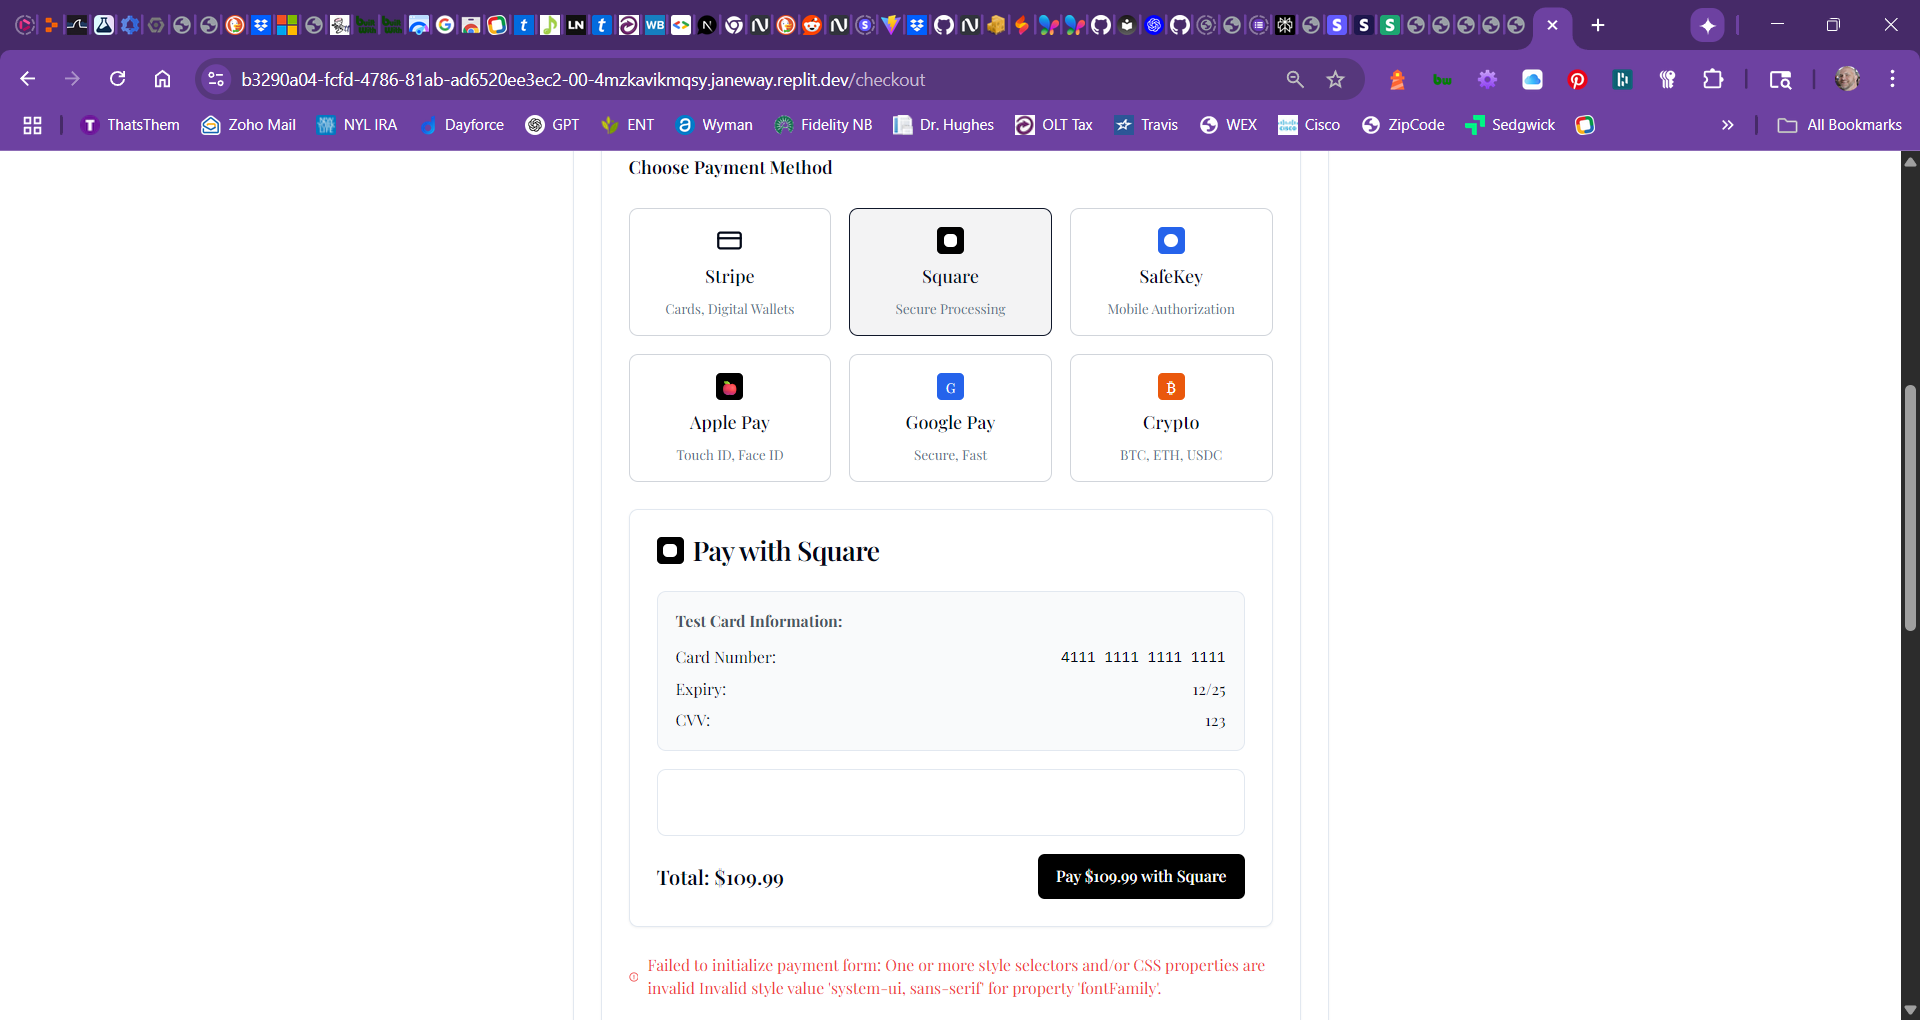 b3290a04-fcfd-4786-81ab-ad6520ee3ec2-00-4mzkavikmqsy.janeway.replit.dev/checkout
ThatsThem Zoho Mail NYL IRA Dayforce GPT ENT Wyman Fidelity NB Dr. Hughes OLT Tax Travis WEX Cisco ZipCode Sedgwick » All Bookmarks
Choose Payment Method
Stripe
Cards, Digital Wallets
Square
Secure Processing
SafeKey
Mobile Authorization
Apple Pay
Touch ID, Face ID
G
Google Pay
Secure, Fast
₿
Crypto
BTC, ETH, USDC
Pay with Square
Test Card Information:
Card Number: 4111 1111 1111 1111
Expiry: 12/25
CVV: 123
Total: $109.99
Pay $109.99 with Square
Failed to initialize payment form: One or more style selectors and/or CSS properties are
invalid Invalid style value 'system-ui, sans-serif' for property 'fontFamily'.